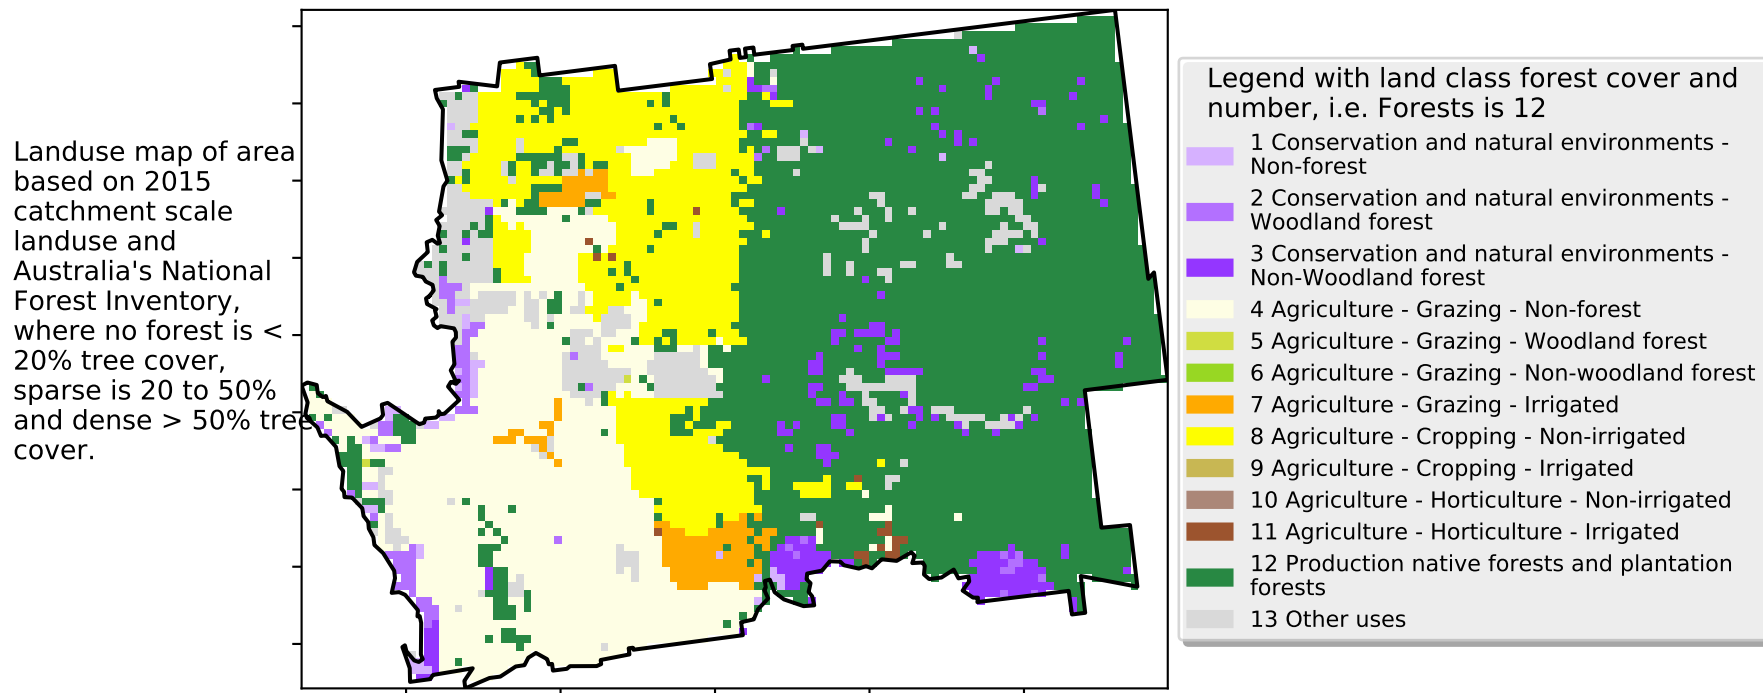 Landuse map of area
based on 2015
catchment scale
landuse and
Australia's National
Forest Inventory,
where no forest is <
20% tree cover,
sparse is 20 to 50%
and dense > 50% tree
cover.
Legend with land class forest cover and
number, i.e. Forests is 12
1 Conservation and natural environments -
Non-forest
2 Conservation and natural environments -
Woodland forest
3 Conservation and natural environments -
Non-Woodland forest
4 Agriculture - Grazing - Non-forest
5 Agriculture - Grazing - Woodland forest
6 Agriculture - Grazing - Non-woodland forest
7 Agriculture - Grazing - Irrigated
8 Agriculture - Cropping - Non-irrigated
9 Agriculture - Cropping - Irrigated
10 Agriculture - Horticulture - Non-irrigated
11 Agriculture - Horticulture - Irrigated
12 Production native forests and plantation
forests
13 Other uses